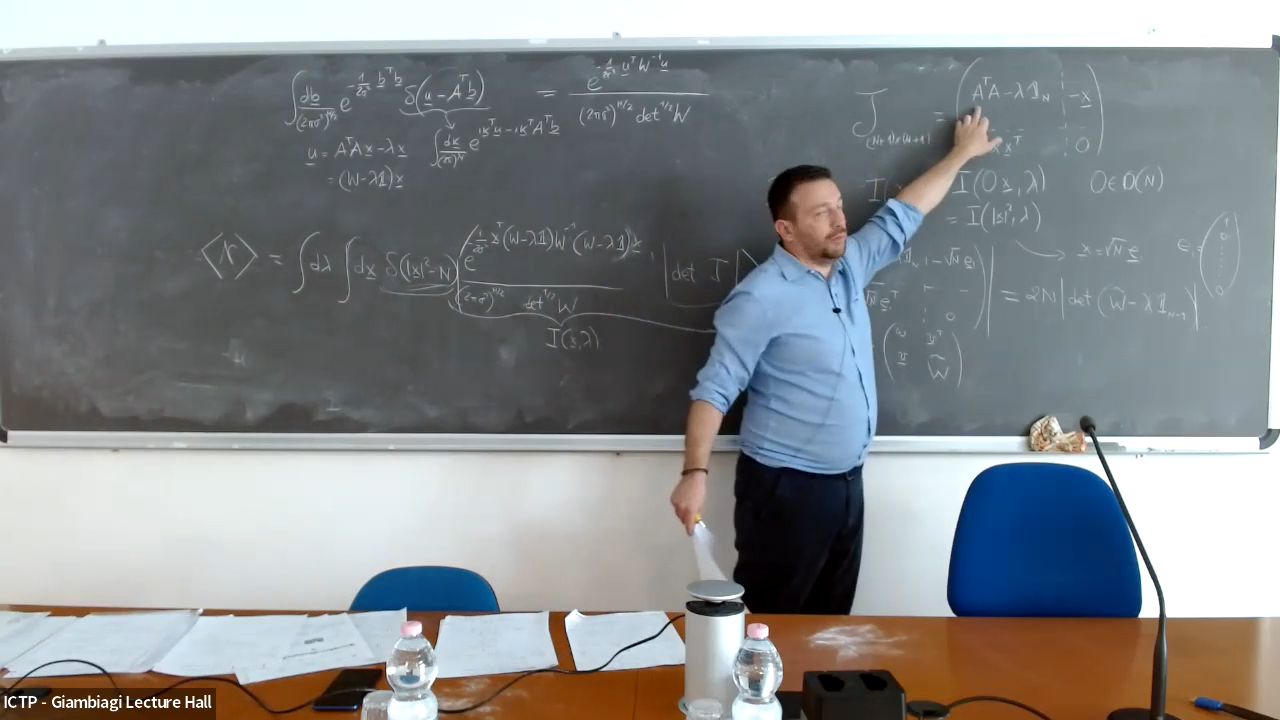 ∫ db/(2πσ²)^{M/2} e^{-1/(2σ²) b^T b} δ(u - A^T b) = e^{-1/(2σ²) u^T W^{-1} u} / ((2πσ²)^{N/2} det^{1/2} W)
∫ dk/(2π)^N e^{ik^T u - ik^T A^T b}
u = A^T A x - λx
= (W - λ𝟙)x
⟨𝒩⟩ = ∫ dλ ∫ dx δ(|x|² - N) e^{-1/(2σ²) x^T (W-λ𝟙) W^{-1} (W-λ𝟙) x} / ((2πσ²)^{N/2} det^{1/2} W) |det J|
I(x,λ)
J_{(N+1)×(N+1)} = ( A^T A - λ𝟙_N | -x
x^T | 0 )
I(Ox,λ) O∈O(N)
= I(|x|²,λ)
→ x = √N e
-√N e
e^T 0
= 2N |det(W̃ - λ𝟙_{N-1})|
( w v^T
v W̃ )
ICTP - Giambiagi Lecture Hall